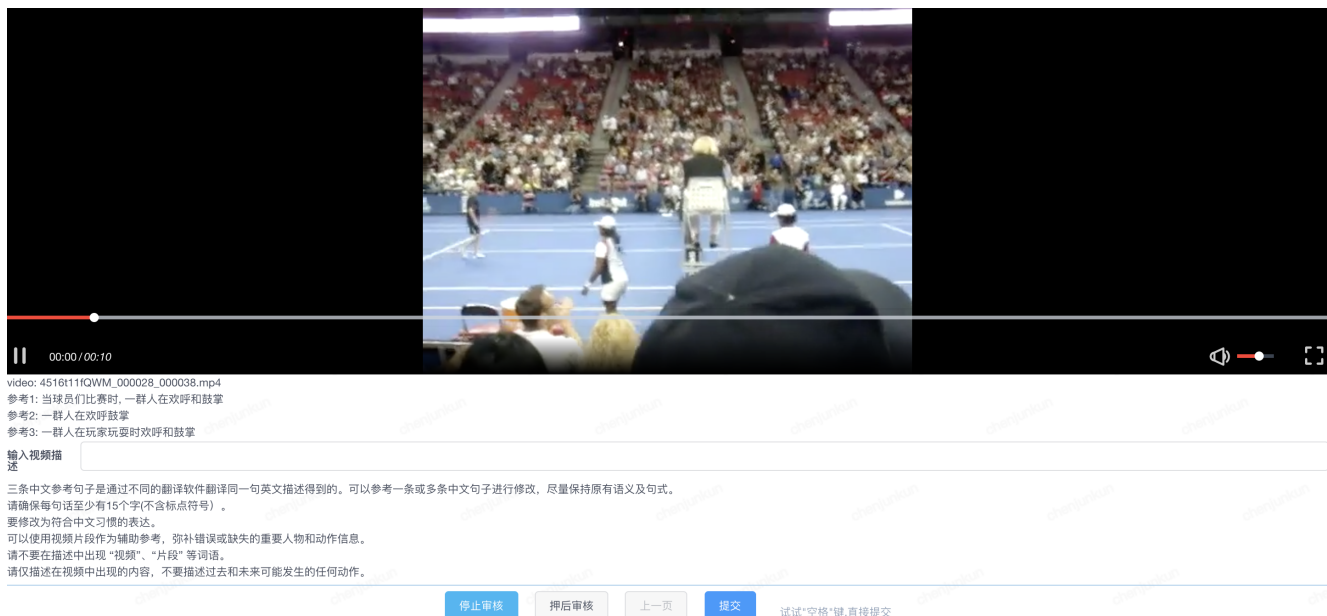 00:00 / 00:10
video: 4516t11fQWM_000028_000038.mp4
参考1: 当球员们比赛时, 一群人在欢呼和鼓掌
参考2: 一群人在欢呼鼓掌
参考3: 一群人在玩家玩耍时欢呼和鼓掌
输入视频描述
三条中文参考句子是通过不同的翻译软件翻译同一句英文描述得到的。可以参考一条或多条中文句子进行修改，尽量保持原有语义及句式。
请确保每句话至少有15个字(不含标点符号）。
要修改为符合中文习惯的表达。
可以使用视频片段作为辅助参考，弥补错误或缺失的重要人物和动作信息。
请不要在描述中出现 “视频”、“片段” 等词语。
请仅描述在视频中出现的内容，不要描述过去和未来可能发生的任何动作。
停止审核 押后审核 上一页 提交 试试"空格"键,直接提交